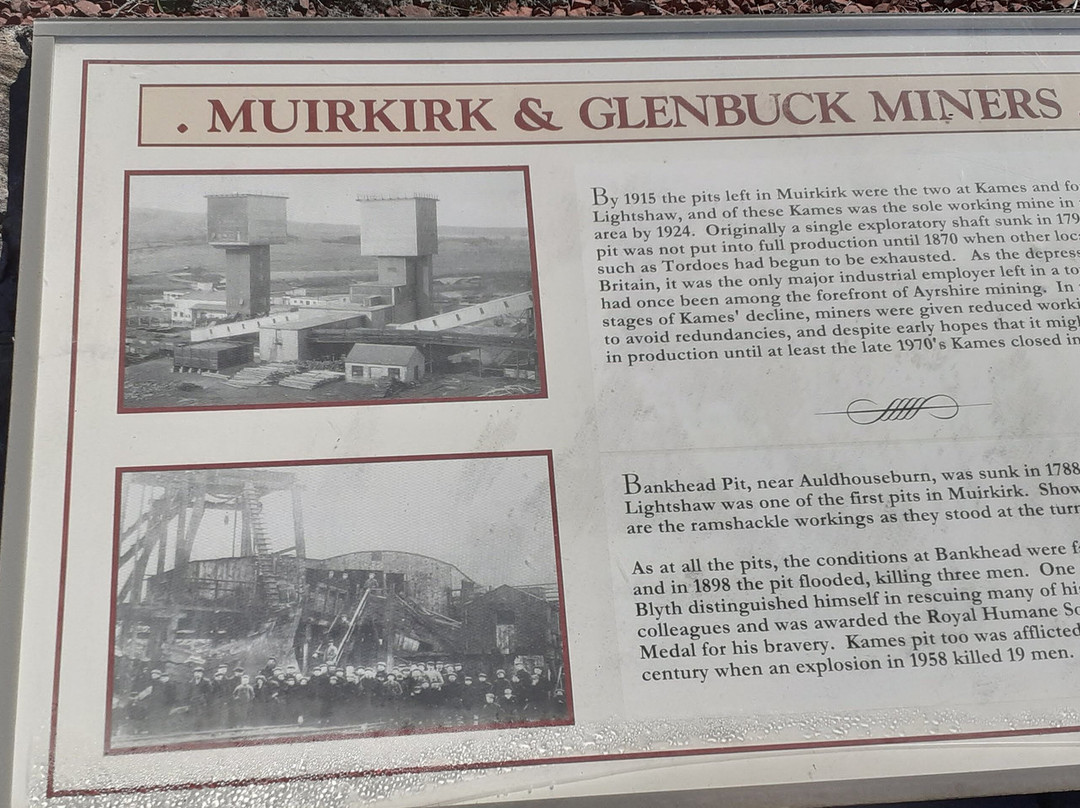 . MUIRKIRK & GLENBUCK MINERS
By 1915 the pits left in Muirkirk were the two at Kames and fo
Lightshaw, and of these Kames was the sole working mine in
area by 1924. Originally a single exploratory shaft sunk in 179
pit was not put into full production until 1870 when other loc
such as Tordoes had begun to be exhausted. As the depres
Britain, it was the only major industrial employer left in a to
had once been among the forefront of Ayrshire mining. In
stages of Kames' decline, miners were given reduced worki
to avoid redundancies, and despite early hopes that it migh
in production until at least the late 1970's Kames closed in
Bankhead Pit, near Auldhouseburn, was sunk in 1788
Lightshaw was one of the first pits in Muirkirk. Show
are the ramshackle workings as they stood at the turn
As at all the pits, the conditions at Bankhead were f
and in 1898 the pit flooded, killing three men. One
Blyth distinguished himself in rescuing many of hi
colleagues and was awarded the Royal Humane So
Medal for his bravery. Kames pit too was afflicted
century when an explosion in 1958 killed 19 men.